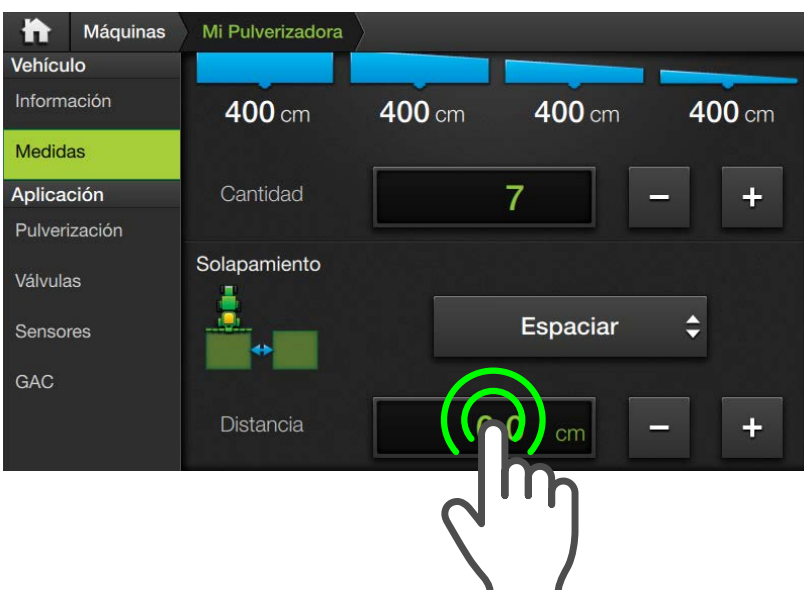 Máquinas
Mi Pulverizadora
Vehículo
Información
Medidas
Aplicación
Pulverización
Válvulas
Sensores
GAC
400 cm 400 cm 400 cm 400 cm
Cantidad 7 - +
Solapamiento
Espaciar
Distancia cm - +